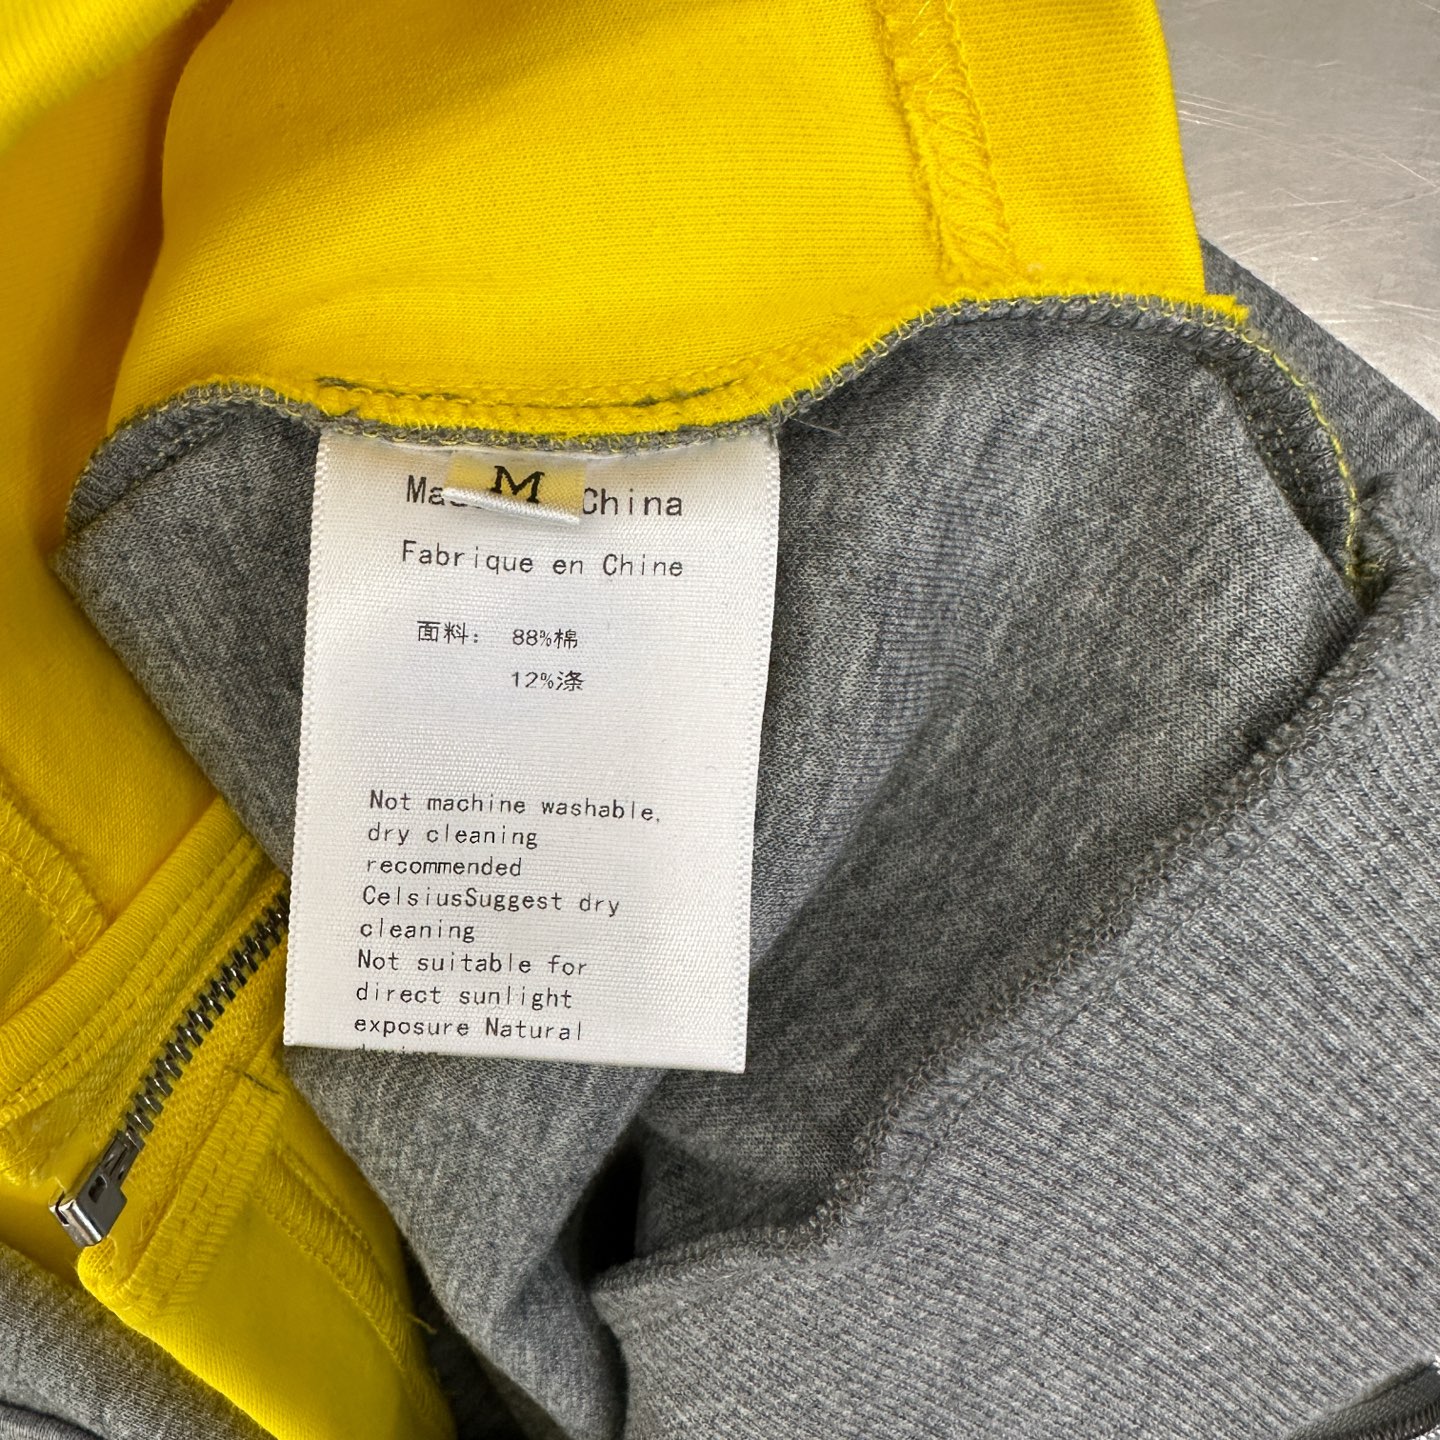 M
Ma China
Fabrique en Chine
面料： 88%棉
12%涤
Not machine washable,
dry cleaning
recommended
CelsiusSuggest dry
cleaning
Not suitable for
direct sunlight
exposure Natural